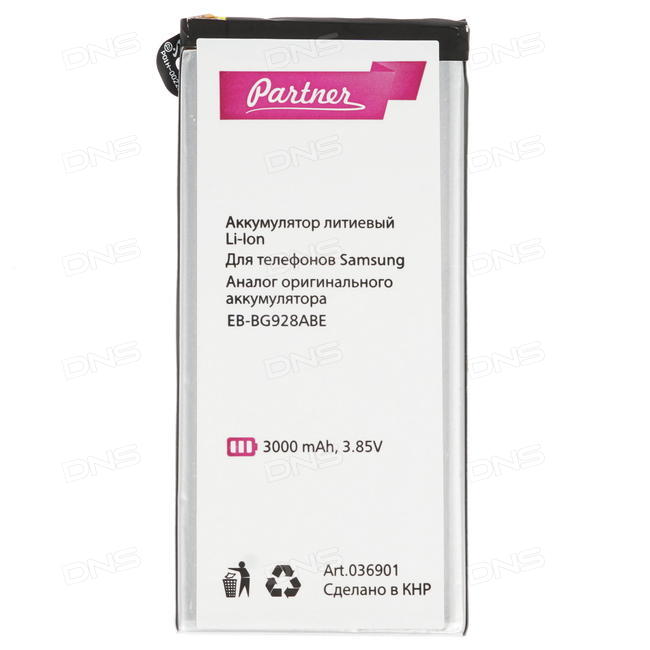 Partner
Аккумулятор литиевый
Li-Ion
Для телефонов Samsung
Аналог оригинального
аккумулятора
EB-BG928ABE
3000 mAh, 3.85V
Art.036901
Сделано в КНР
DNS